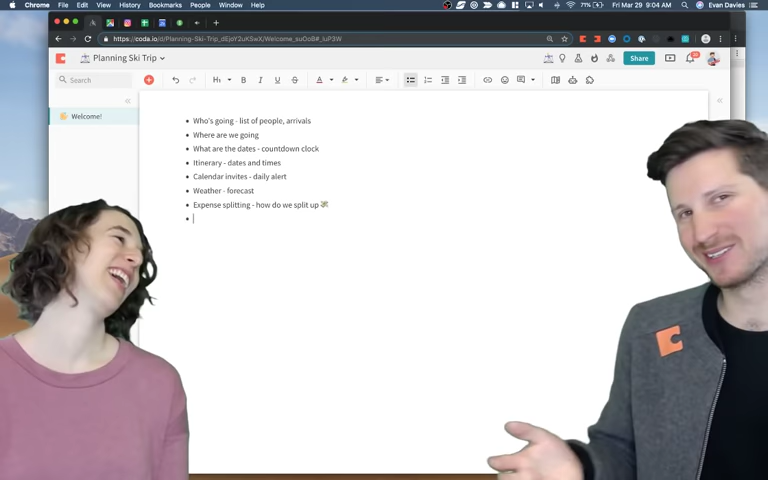 Chrome File Edit View History Bookmarks People Window Help
71% Fri Mar 29 9:04 AM Evan Davies
Planning Ski Trip
Share
Search
H1 B I U S A
Welcome!
Who's going - list of people, arrivals
Where are we going
What are the dates - countdown clock
Itinerary - dates and times
Calendar invites - daily alert
Weather - forecast
Expense splitting - how do we split up 💸